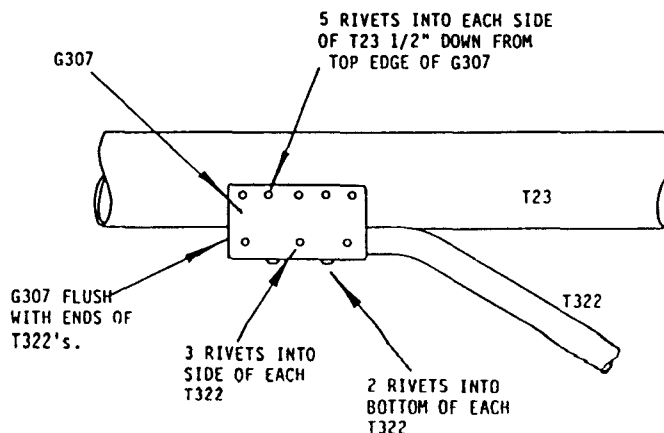 5 RIVETS INTO EACH SIDE
OF T23 1/2" DOWN FROM
TOP EDGE OF G307
G307
T23
T322
G307 FLUSH
WITH ENDS OF
T322's.
3 RIVETS INTO
SIDE OF EACH
T322
2 RIVETS INTO
BOTTOM OF EACH
T322